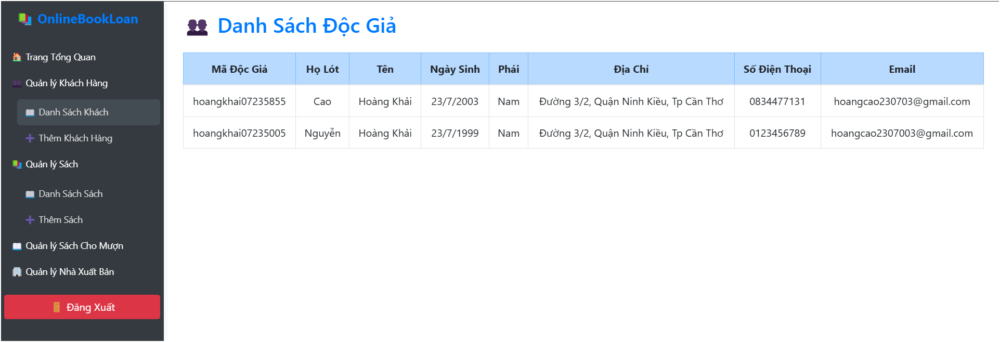 OnlineBookLoan
Trang Tổng Quan
Quản lý Khách Hàng
Danh Sách Khách
Thêm Khách Hàng
Quản lý Sách
Danh Sách Sách
Thêm Sách
Quản lý Sách Cho Mượn
Quản lý Nhà Xuất Bản
Đăng Xuất
Danh Sách Độc Giả
Mã Độc Giả Họ Lót Tên Ngày Sinh Phái Địa Chỉ Số Điện Thoại Email
hoangkhai07235855 Cao Hoàng Khải 23/7/2003 Nam Đường 3/2, Quận Ninh Kiều, Tp Cần Thơ 0834477131 hoangcao230703@gmail.com
hoangkhai07235005 Nguyễn Hoàng Khải 23/7/1999 Nam Đường 3/2, Quận Ninh Kiều, Tp Cần Thơ 0123456789 hoangcao2307003@gmail.com